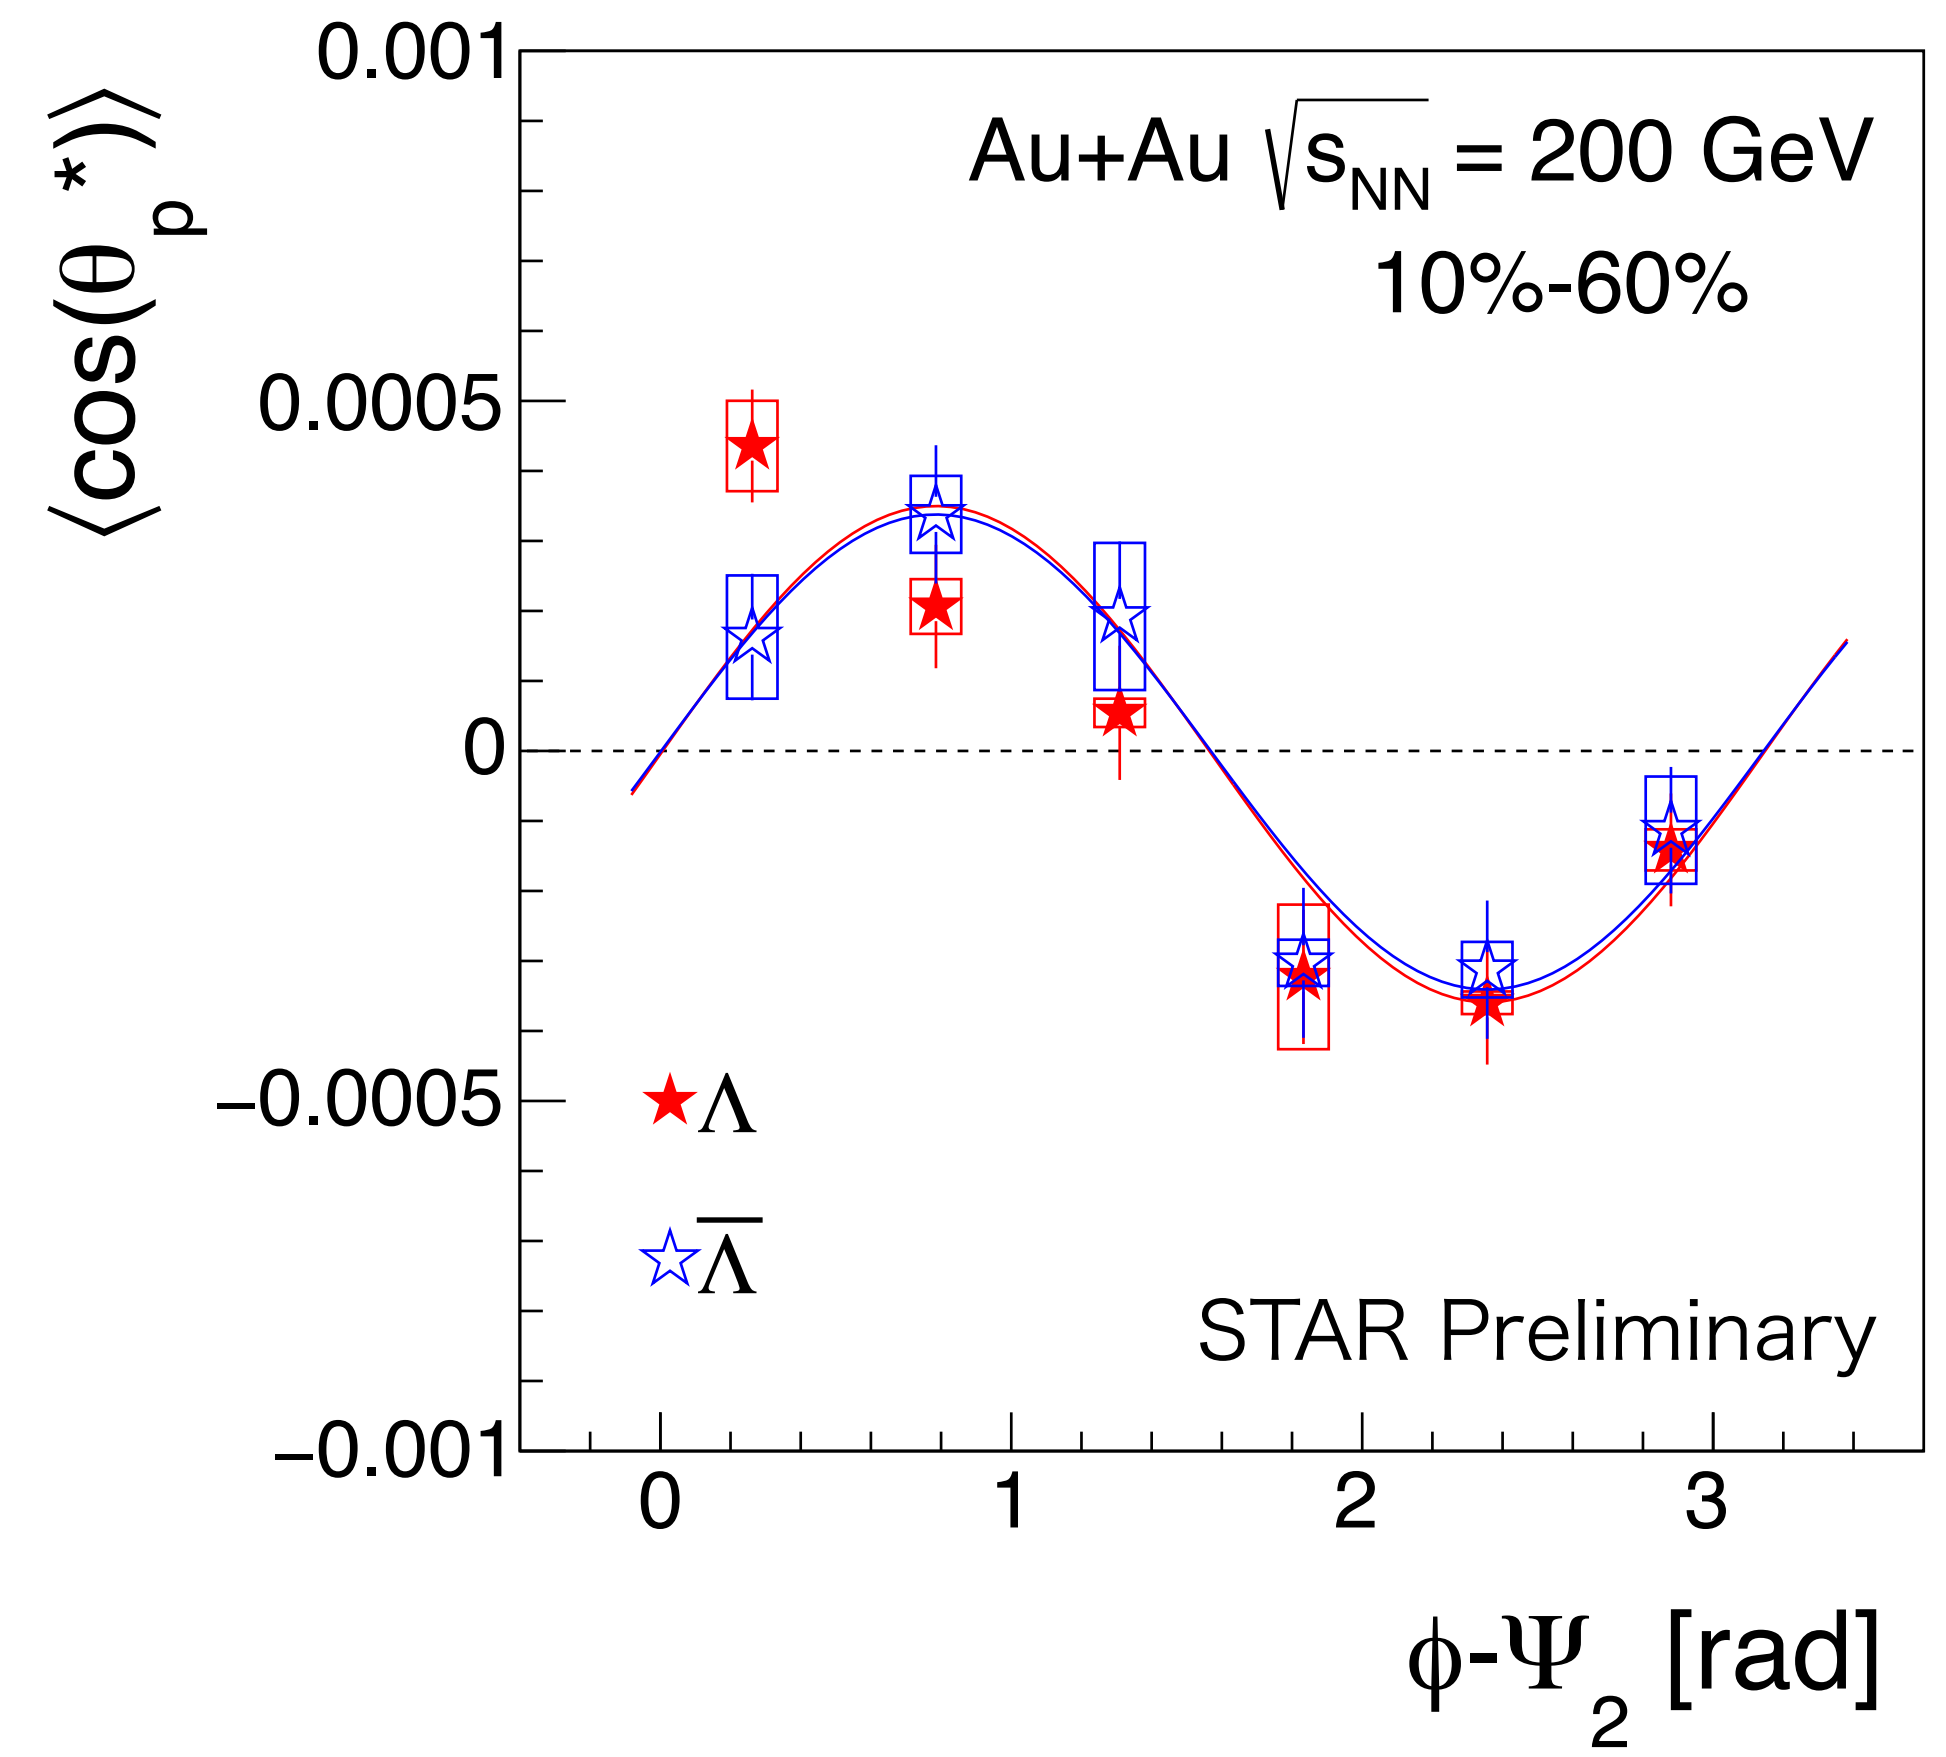 ⟨cos(θp*)⟩
0.001
0.0005
0
−0.0005
−0.001
Au+Au √sNN = 200 GeV
10%-60%
Λ
Λ̅
STAR Preliminary
0 1 2 3
ϕ-Ψ2 [rad]